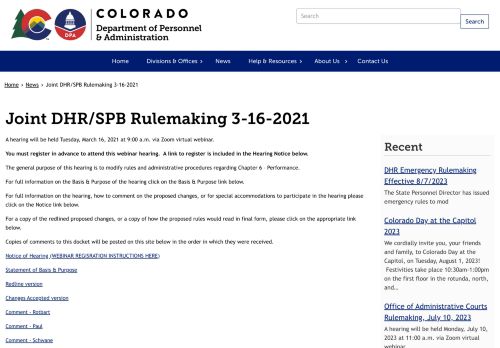 COLORADO
Department of Personnel
& Administration
DPA
Search
Search
Home
Divisions & Offices
News
Help & Resources
About Us
Contact Us
Home › News › Joint DHR/SPB Rulemaking 3-16-2021
Joint DHR/SPB Rulemaking 3-16-2021
A hearing will be held Tuesday, March 16, 2021 at 9:00 a.m. via Zoom virtual webinar.
You must register in advance to attend this webinar hearing. A link to register is included in the Hearing Notice below.
The general purpose of this hearing is to modify rules and administrative procedures regarding Chapter 6 - Performance.
For full information on the Basis & Purpose of the hearing click on the Basis & Purpose link below.
For full information on the hearing, how to comment on the proposed changes, or for special accommodations to participate in the hearing please
click on the Notice link below.
For a copy of the redlined proposed changes, or a copy of how the proposed rules would read in final form, please click on the appropriate link
below.
Copies of comments to this docket will be posted on this site below in the order in which they were received.
Notice of Hearing (WEBINAR REGISRATION INSTRUCTIONS HERE)
Statement of Basis & Purpose
Redline version
Changes Accepted version
Comment - Rotbart
Comment - Paul
Comment - Schwane
Recent
DHR Emergency Rulemaking
Effective 8/7/2023
The State Personnel Director has issued
emergency rules to mod
Colorado Day at the Capitol
2023
We cordially invite you, your friends
and family, to Colorado Day at the
Capitol, on Tuesday, August 1, 2023!
Festivities take place 10:30am-1:00pm
on the first floor in the rotunda, north,
and…
Office of Administrative Courts
Rulemaking, July 10, 2023
A hearing will be held Monday, July 10,
2023 at 11:00 a.m. via Zoom virtual
webinar